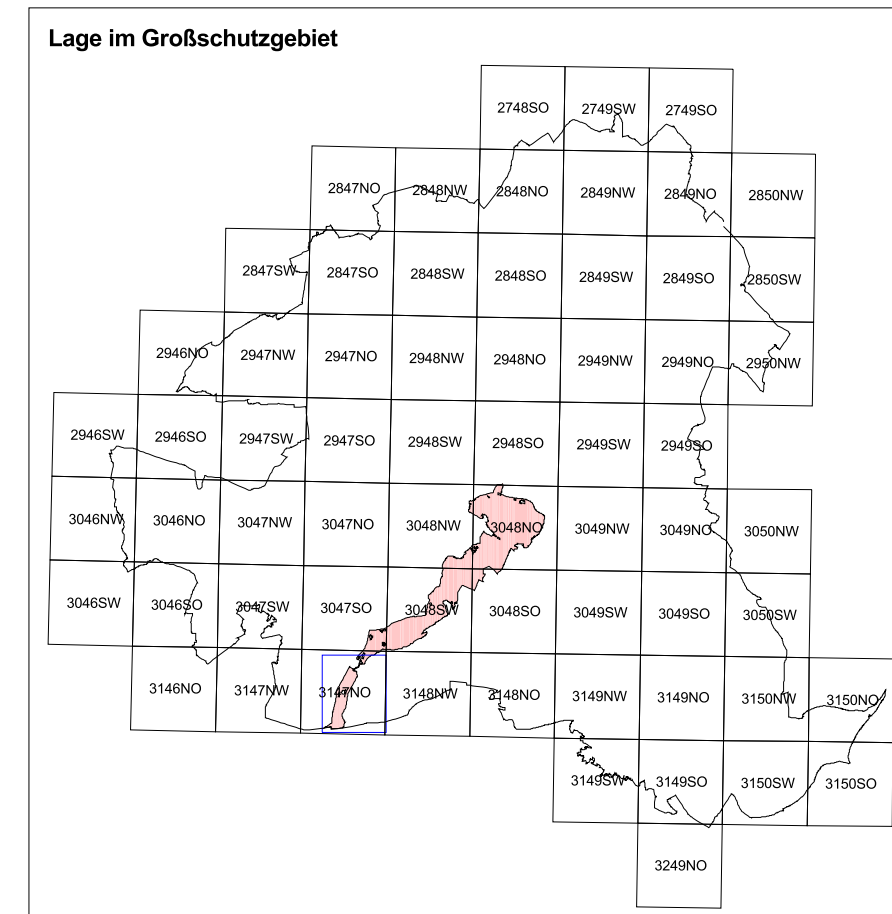 Lage im Großschutzgebiet
2748SO 2749SW 2749SO
2847NO 2848NW 2848NO 2849NW 2849NO 2850NW
2847SW 2847SO 2848SW 2848SO 2849SW 2849SO 2850SW
2946NO 2947NW 2947NO 2948NW 2948NO 2949NW 2949NO 2950NW
2946SW 2946SO 2947SW 2947SO 2948SW 2948SO 2949SW 2949SO
3046NW 3046NO 3047NW 3047NO 3048NW 3048NO 3049NW 3049NO 3050NW
3046SW 3046SO 3047SW 3047SO 3048SW 3048SO 3049SW 3049SO 3050SW
3146NO 3147NW 3147NO 3148NW 3148NO 3149NW 3149NO 3150NW 3150NO
3149SW 3149SO 3150SW 3150SO
3249NO